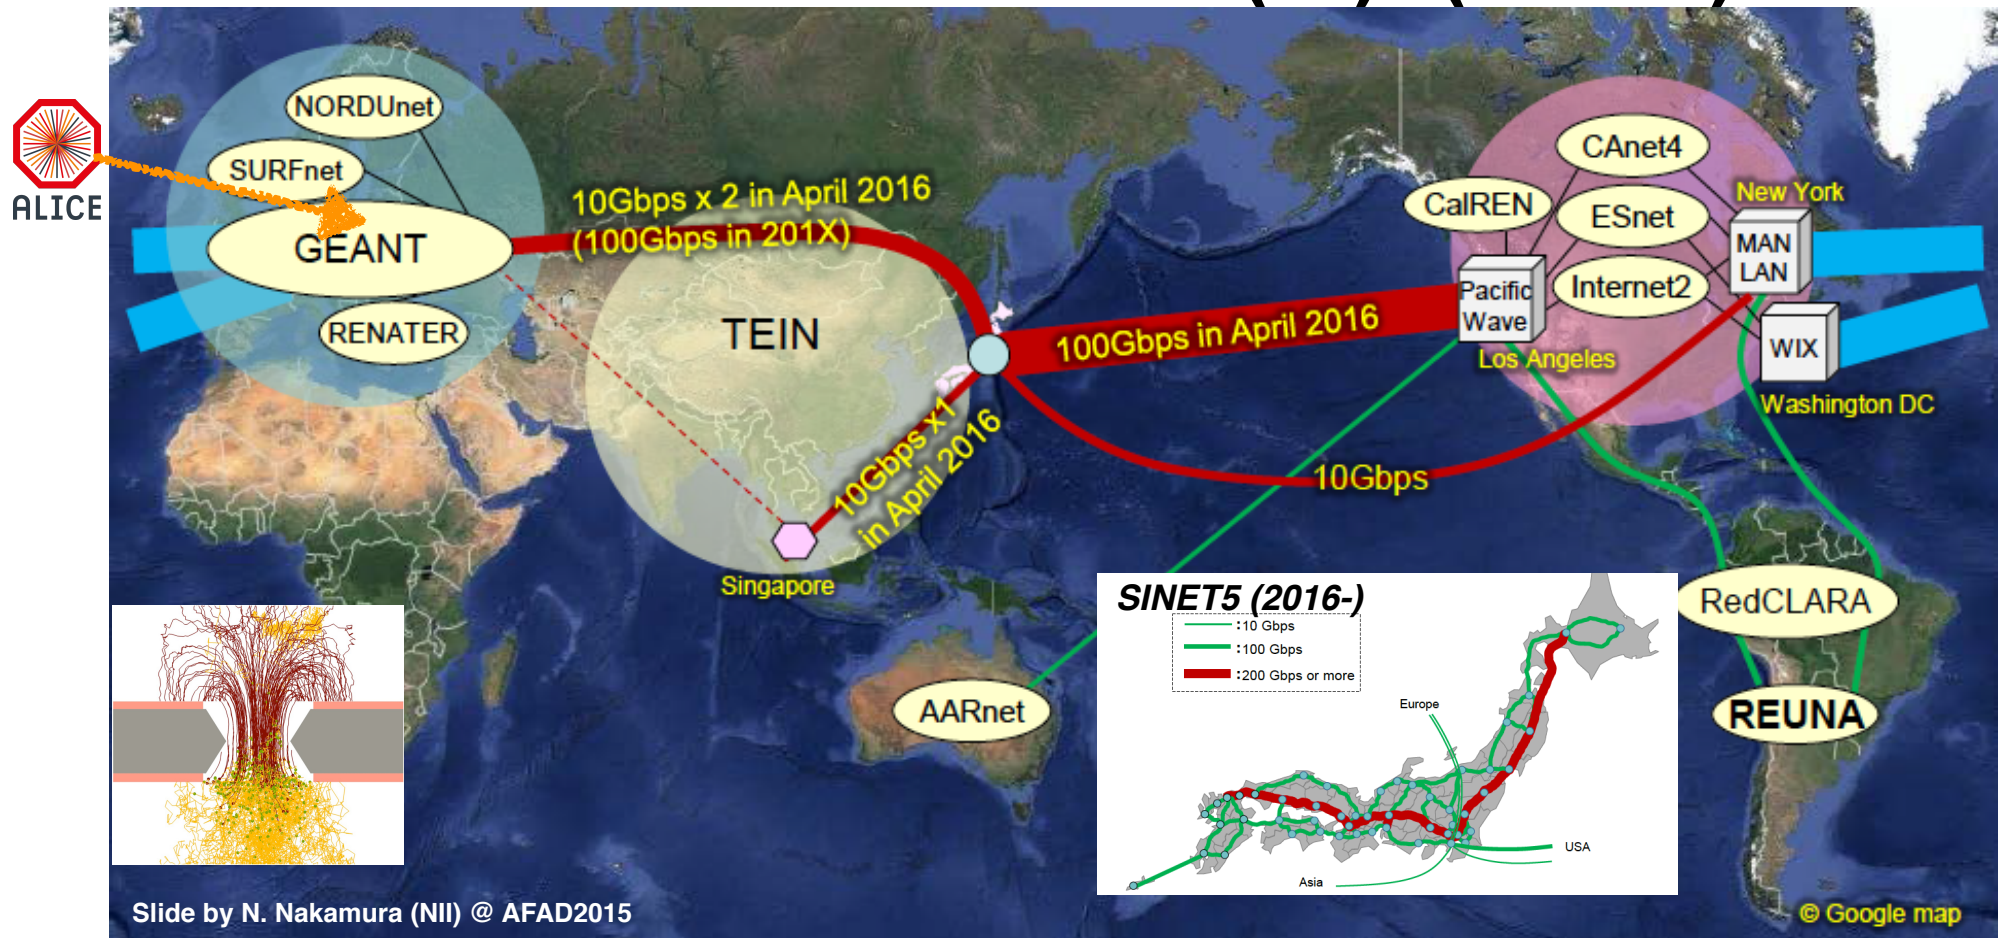 ALICE
NORDUnet
SURFnet
GEANT
RENATER
10Gbps x 2 in April 2016
(100Gbps in 201X)
TEIN
10Gbps x1
in April 2016
Singapore
100Gbps in April 2016
10Gbps
CalREN
CAnet4
ESnet
Internet2
Pacific
Wave
Los Angeles
New York
MAN
LAN
WIX
Washington DC
AARnet
RedCLARA
REUNA
SINET5 (2016-)
:10 Gbps
:100 Gbps
:200 Gbps or more
Europe
USA
Asia
Slide by N. Nakamura (NII) @ AFAD2015
© Google map